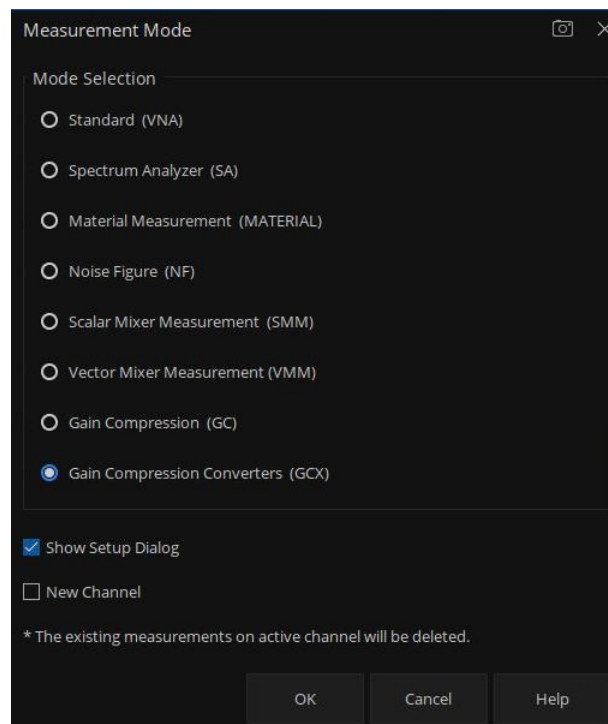 Measurement Mode
Mode Selection
Standard (VNA)
Spectrum Analyzer (SA)
Material Measurement (MATERIAL)
Noise Figure (NF)
Scalar Mixer Measurement (SMM)
Vector Mixer Measurement (VMM)
Gain Compression (GC)
Gain Compression Converters (GCX)
Show Setup Dialog
New Channel
* The existing measurements on active channel will be deleted.
OK Cancel Help